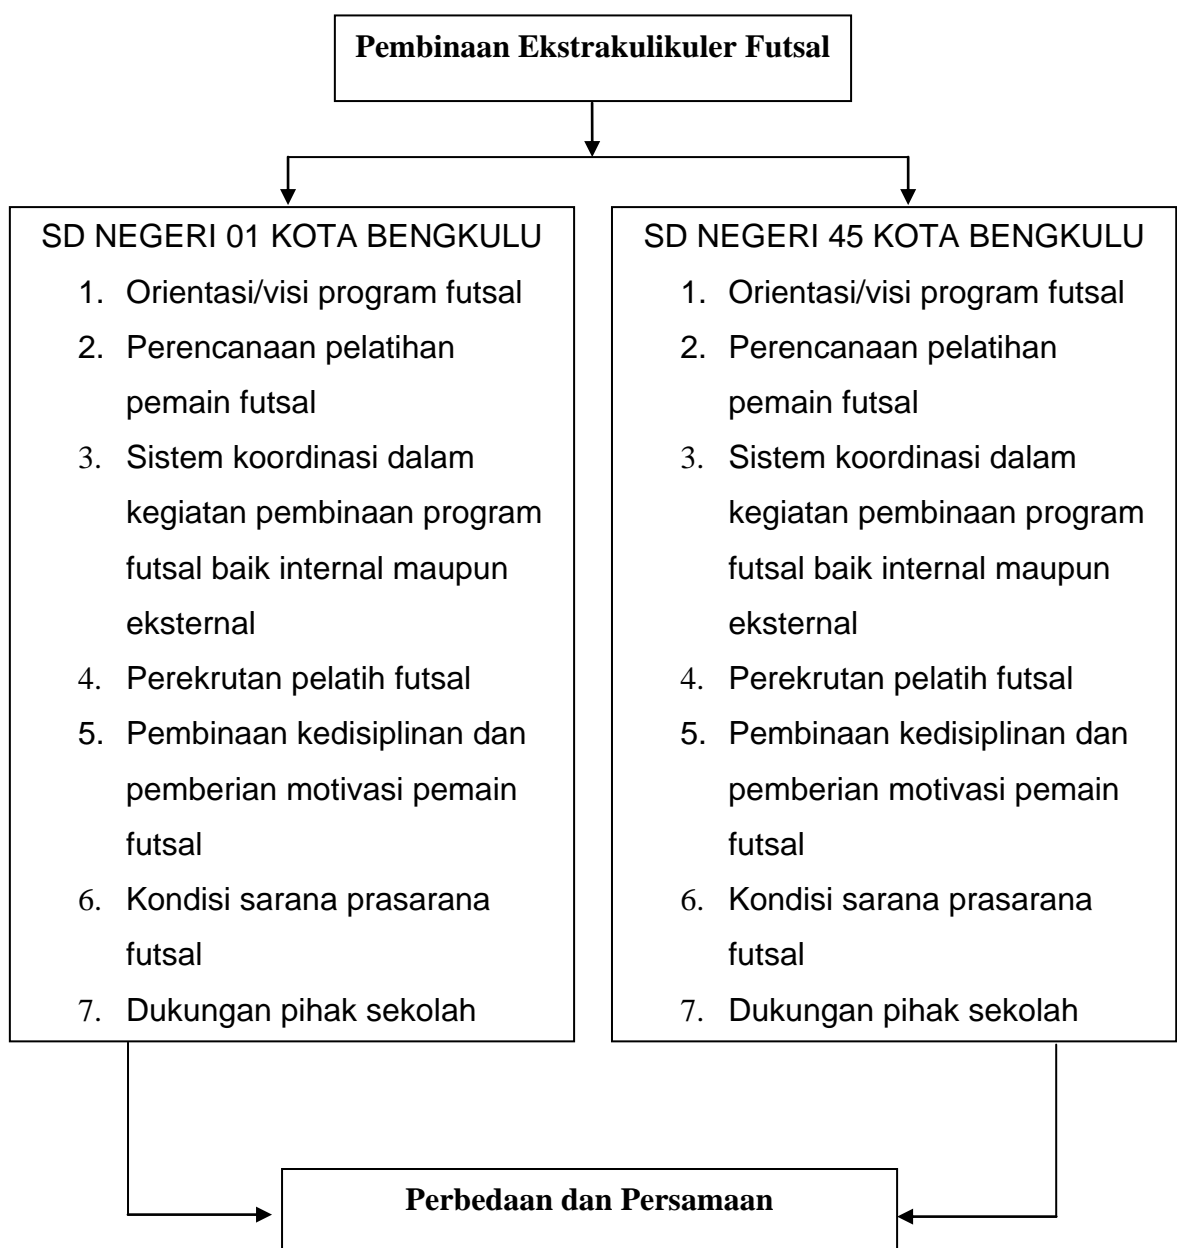 Pembinaan Ekstrakulikuler Futsal
SD NEGERI 01 KOTA BENGKULU
1. Orientasi/visi program futsal
2. Perencanaan pelatihan
pemain futsal
3. Sistem koordinasi dalam
kegiatan pembinaan program
futsal baik internal maupun
eksternal
4. Perekrutan pelatih futsal
5. Pembinaan kedisiplinan dan
pemberian motivasi pemain
futsal
6. Kondisi sarana prasarana
futsal
7. Dukungan pihak sekolah
SD NEGERI 45 KOTA BENGKULU
1. Orientasi/visi program futsal
2. Perencanaan pelatihan
pemain futsal
3. Sistem koordinasi dalam
kegiatan pembinaan program
futsal baik internal maupun
eksternal
4. Perekrutan pelatih futsal
5. Pembinaan kedisiplinan dan
pemberian motivasi pemain
futsal
6. Kondisi sarana prasarana
futsal
7. Dukungan pihak sekolah
Perbedaan dan Persamaan